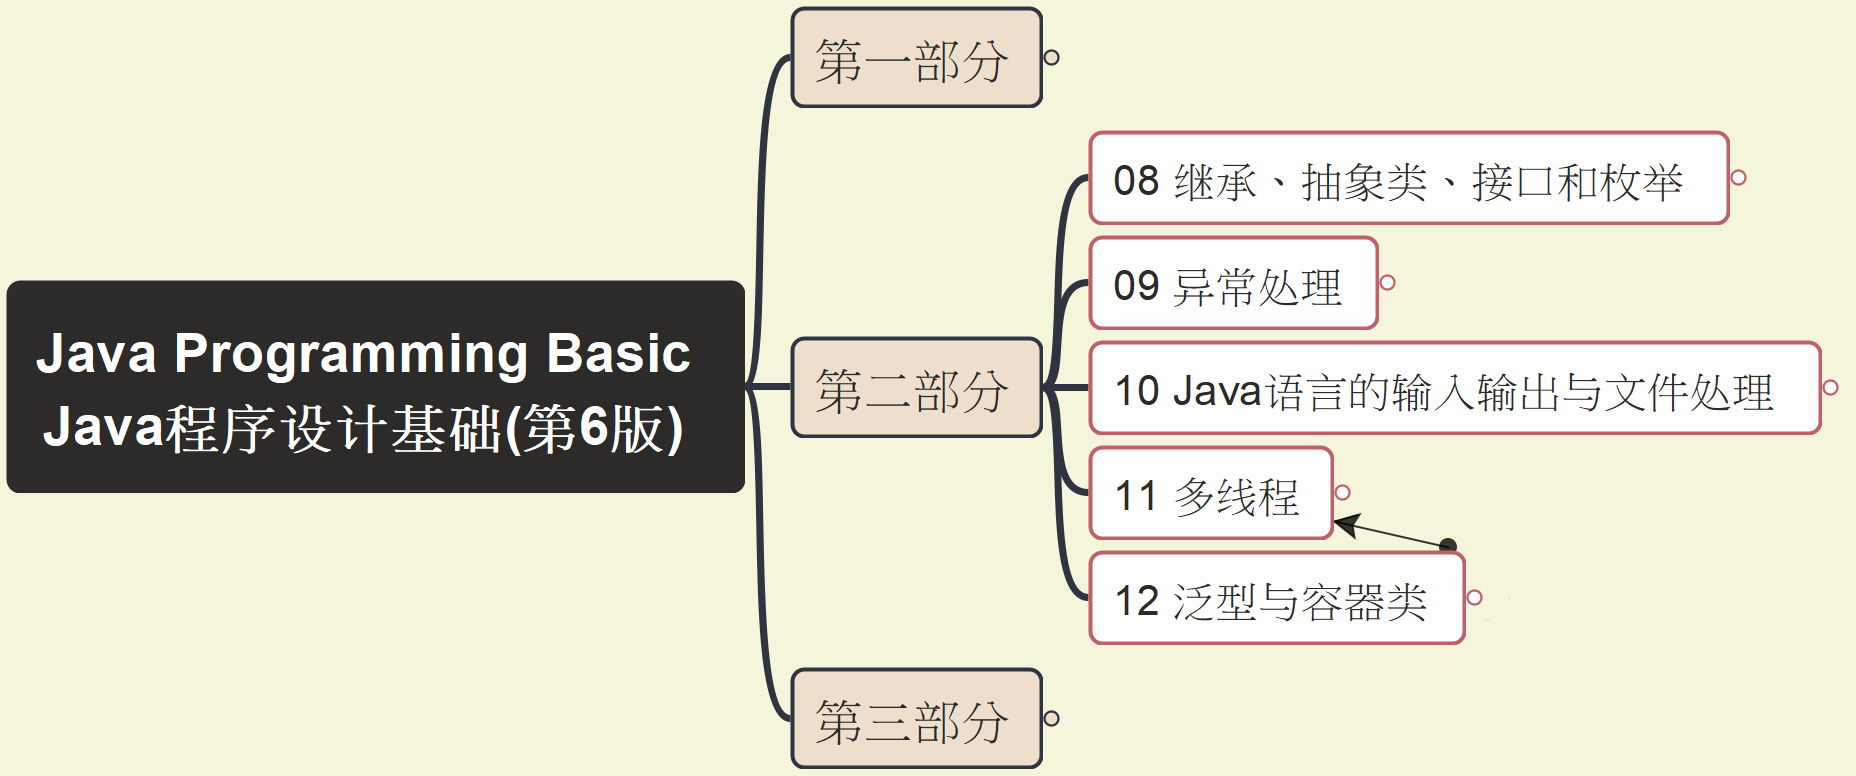 Java Programming Basic
Java程序设计基础(第6版)
第一部分
第二部分
08 继承、抽象类、接口和枚举
09 异常处理
10 Java语言的输入输出与文件处理
11 多线程
12 泛型与容器类
第三部分